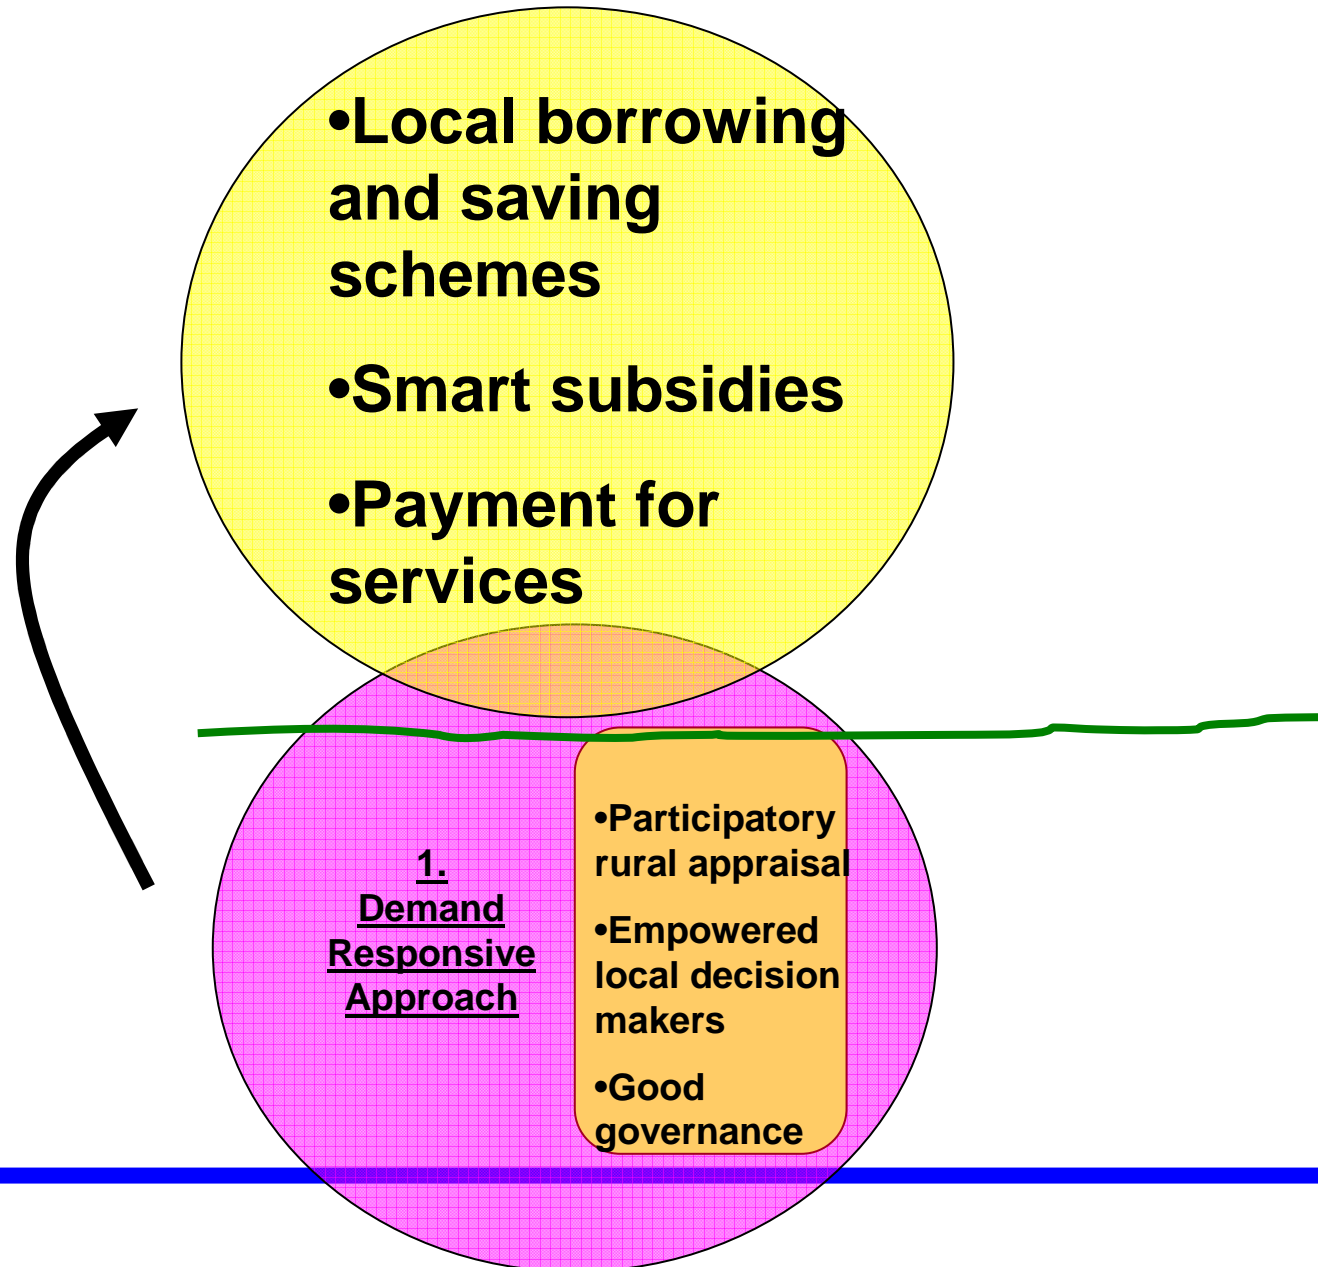 •Local borrowing
and saving
schemes
•Smart subsidies
•Payment for
services
1.
Demand
Responsive
Approach
•Participatory
rural appraisal
•Empowered
local decision
makers
•Good
governance